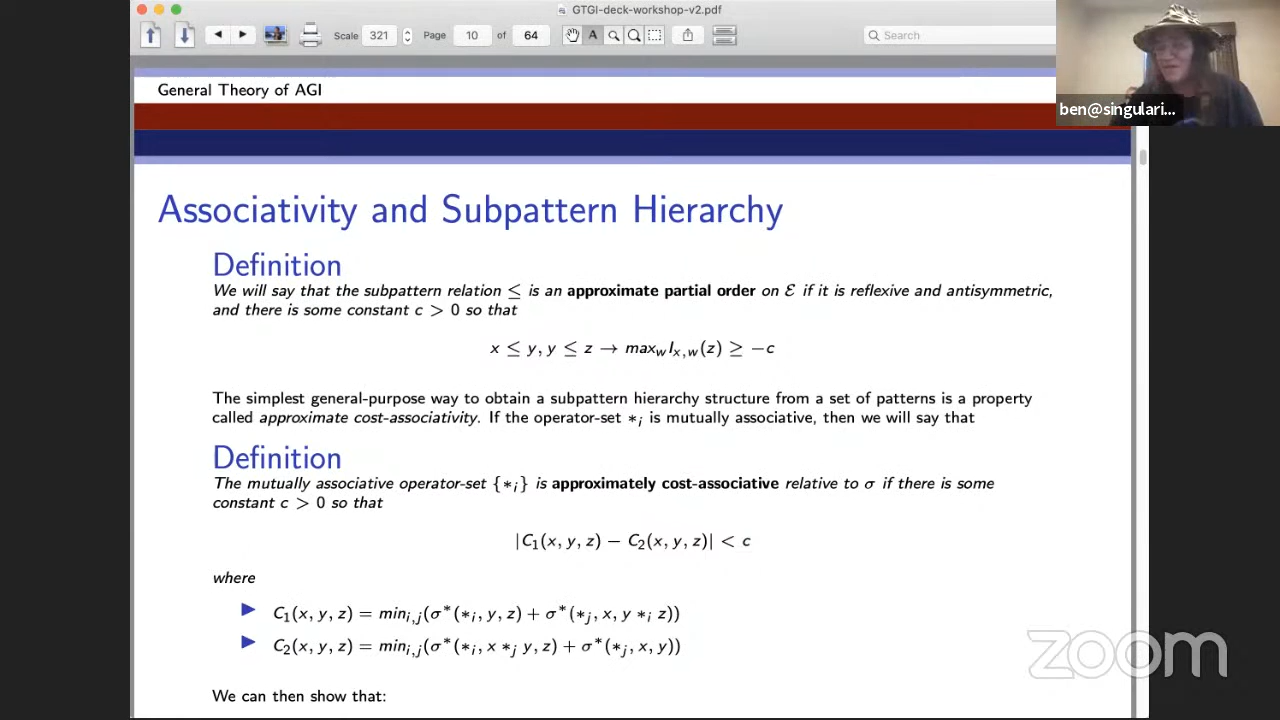 GTGI-deck-workshop-v2.pdf
Scale 321 Page 10 of 64 A Search
ben@singulari...
General Theory of AGI
Associativity and Subpattern Hierarchy
Definition
We will say that the subpattern relation ≤ is an approximate partial order on ℰ if it is reflexive and antisymmetric,
and there is some constant c > 0 so that
x ≤ y, y ≤ z → max_w I_{x,w}(z) ≥ −c
The simplest general-purpose way to obtain a subpattern hierarchy structure from a set of patterns is a property
called approximate cost-associativity. If the operator-set *_i is mutually associative, then we will say that
Definition
The mutually associative operator-set {*_i} is approximately cost-associative relative to σ if there is some
constant c > 0 so that
|C₁(x, y, z) − C₂(x, y, z)| < c
where
▶ C₁(x, y, z) = min_{i,j}(σ*(*_i, y, z) + σ*(*_j, x, y *_i z))
▶ C₂(x, y, z) = min_{i,j}(σ*(*_i, x *_j y, z) + σ*(*_j, x, y))
We can then show that:
zoom